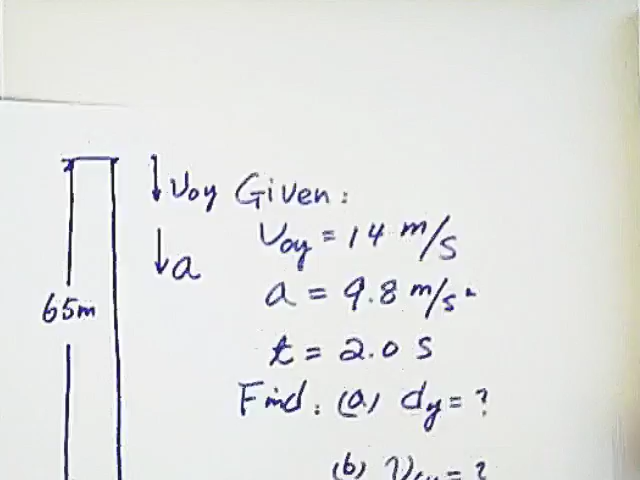 ↓ Voy Given:
Voy = 14 m/s
↓ a
a = 9.8 m/s²
65m
t = 2.0 s
Find: (a) dy = ?
(b) = ?